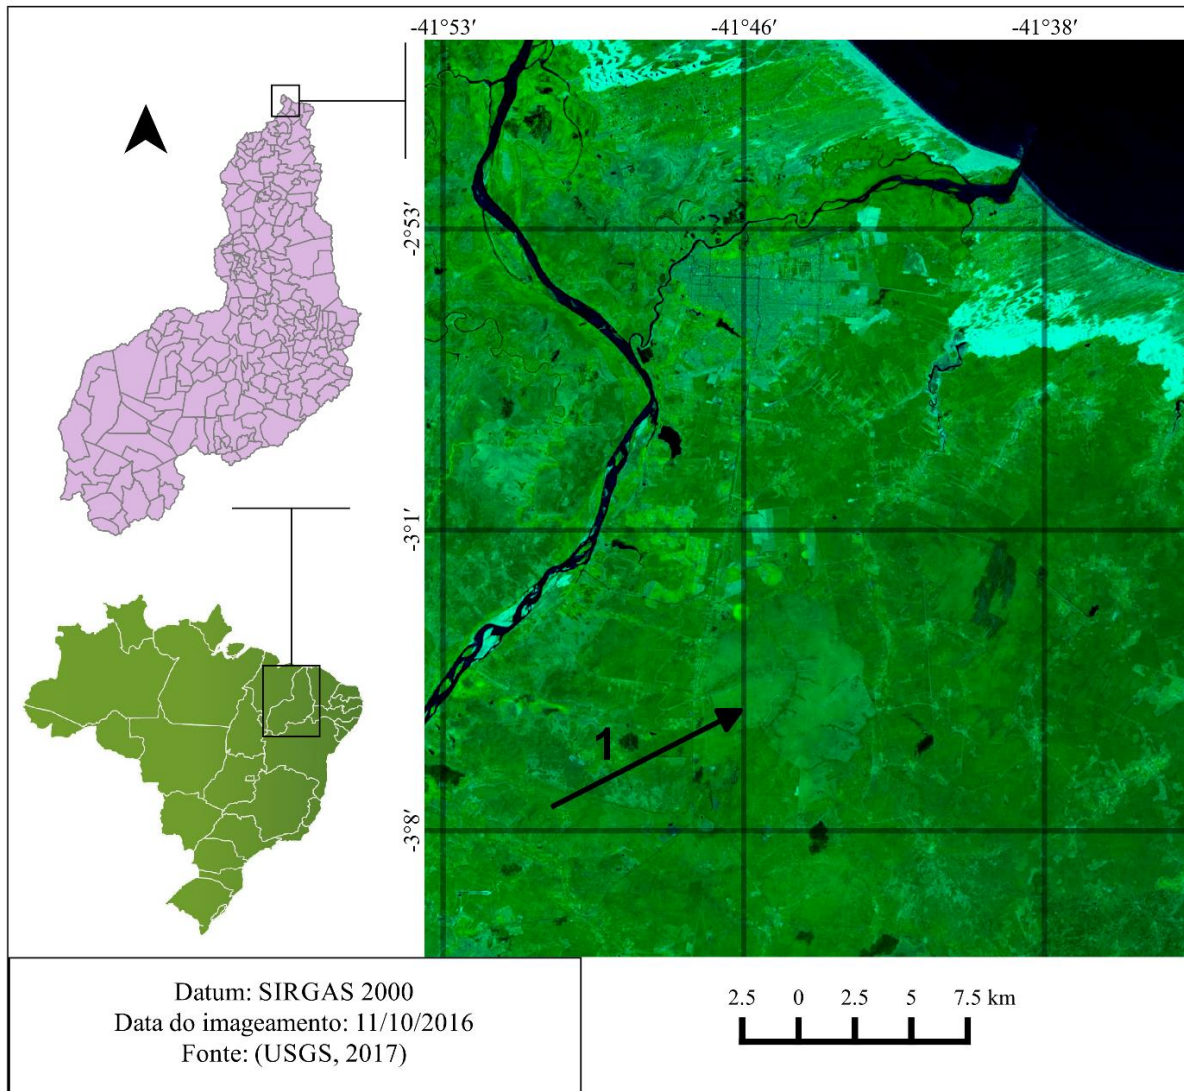 -41°53′ -41°46′ -41°38′
-2°53′
-3°1′
-3°8′
1
Datum: SIRGAS 2000
Data do imageamento: 11/10/2016
Fonte: (USGS, 2017)
2.5 0 2.5 5 7.5 km